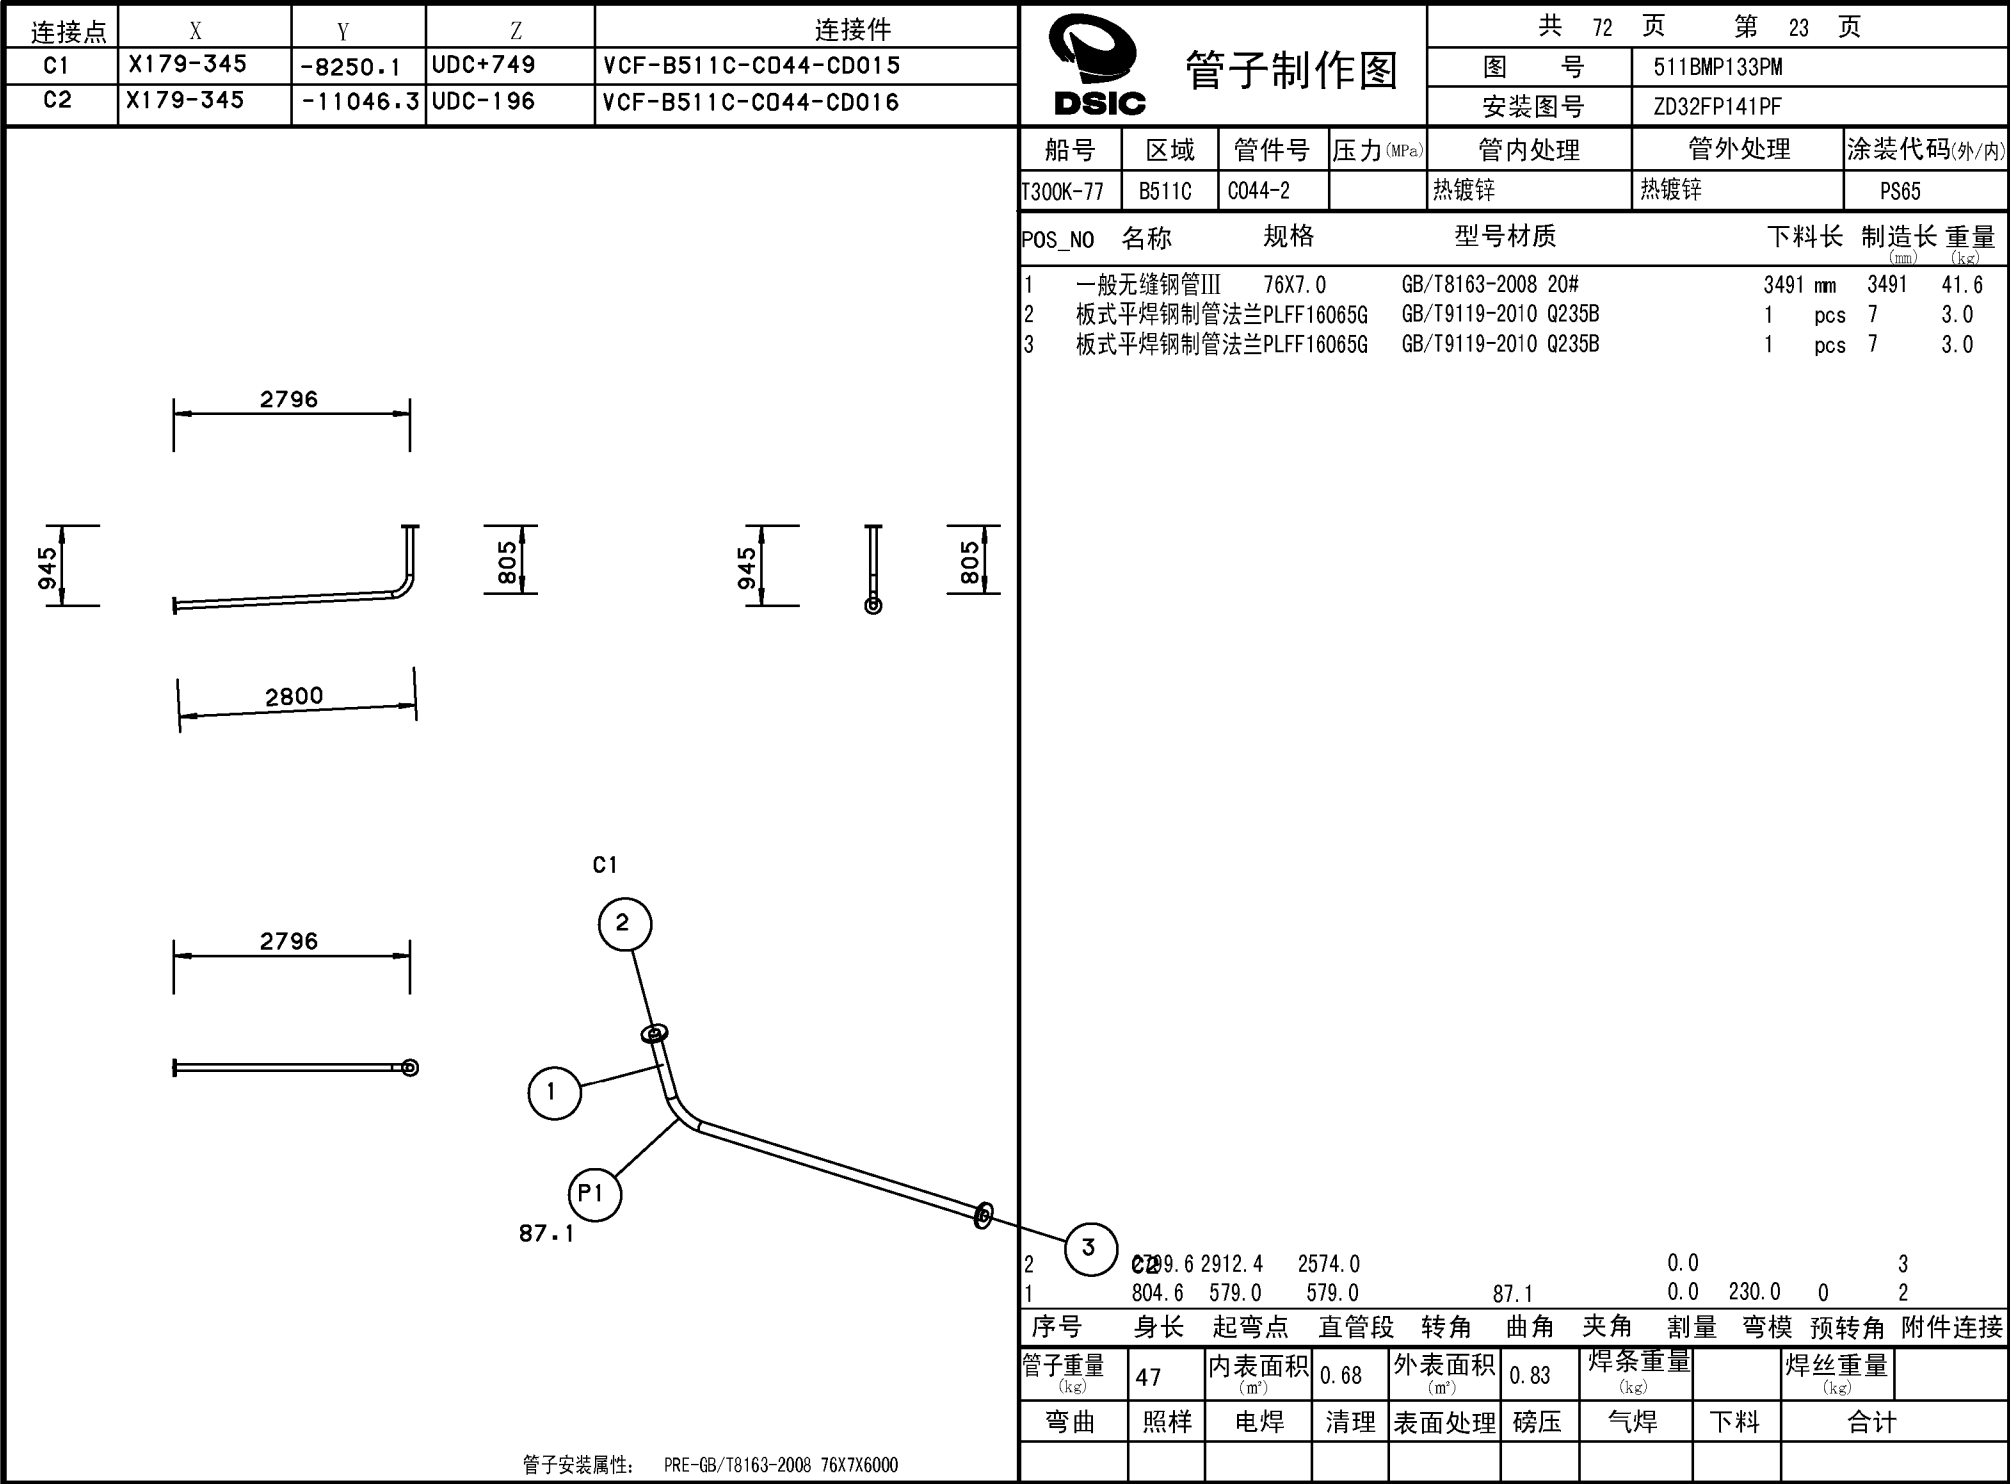 连接点 X Y Z 连接件
C1 X179-345 -8250.1 UDC+749 VCF-B511C-C044-CD015
C2 X179-345 -11046.3 UDC-196 VCF-B511C-C044-CD016
DSIC
管子制作图
共 72 页 第 23 页
图 号 511BMP133PM
安装图号 ZD32FP141PF
船号 区域 管件号 压力(MPa) 管内处理 管外处理 涂装代码(外/内)
T300K-77 B511C C044-2 热镀锌 热镀锌 PS65
POS_NO 名称 规格 型号材质 下料长 制造长(mm) 重量(kg)
1 一般无缝钢管III 76X7.0 GB/T8163-2008 20# 3491 mm 3491 41.6
2 板式平焊钢制管法兰PLFF16065G GB/T9119-2010 Q235B 1 pcs 7 3.0
3 板式平焊钢制管法兰PLFF16065G GB/T9119-2010 Q235B 1 pcs 7 3.0
2796
945
805
945
805
2800
2796
C1
2
1
P1
87.1
3
C2
2 2799.6 2912.4 2574.0 0.0 3
1 804.6 579.0 579.0 87.1 0.0 230.0 0 2
序号 身长 起弯点 直管段 转角 曲角 夹角 割量 弯模 预转角 附件连接
管子重量(kg) 47 内表面积(m²) 0.68 外表面积(m²) 0.83 焊条重量(kg) 焊丝重量(kg)
弯曲 照样 电焊 清理 表面处理 磅压 气焊 下料 合计
管子安装属性: PRE-GB/T8163-2008 76X7X6000